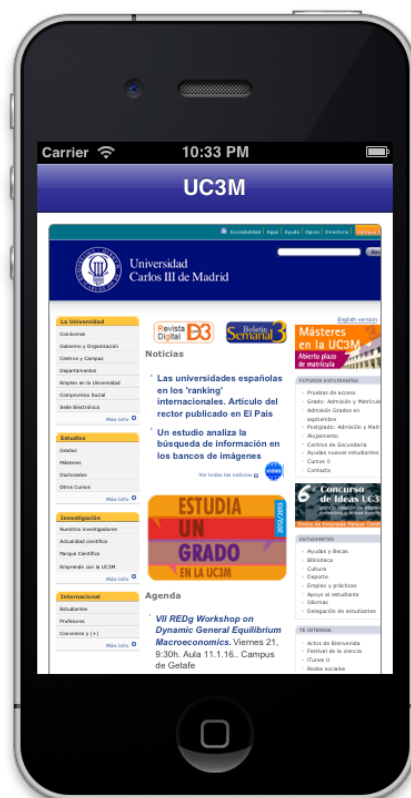 Carrier
10:33 PM
UC3M
Accesibilidad | Apps | Ayuda | Opina | Directorio |
Universidad
Carlos III de Madrid
English version
La Universidad
Conócenos
Gobierno y Organización
Centros y Campus
Departamentos
Empleo en la Universidad
Compromiso Social
Sede Electrónica
Más info
Estudios
Grados
Másteres
Doctorados
Otros Cursos
Más info
Investigación
Nuestros investigadores
Actualidad científica
Parque Científico
Emprende con la UC3M
Más info
Internacional
Estudiantes
Profesores
Convenios y (+)
Más info
Revista
Digital D3
Boletín
Semanal 3
Noticias
Las universidades españolas
en los 'ranking'
internacionales. Artículo del
rector publicado en El País
Un estudio analiza la
búsqueda de información en
los bancos de imágenes
Ver todas las noticias
ESTUDIA
UN
GRADO
EN LA UC3M
2012/2013
Agenda
VII REDg Workshop on
Dynamic General Equilibrium
Macroeconomics. Viernes 21,
9:30h. Aula 11.1.16.. Campus
de Getafe
Másteres
en la UC3M
Abierto plazo
de matrícula
FUTUROS ESTUDIANTES
Pruebas de acceso
Grado: Admisión y Matrícula
Admisión Grados en
septiembre
Postgrado: Admisión y Matr
Alojamiento
Centros de Secundaria
Ayudas nuevos estudiantes
Cursos 0
Contacta
6º Concurso
de Ideas UC3
ESTUDIANTES
Ayudas y Becas
Biblioteca
Cultura
Deporte
Empleo y prácticas
Apoyo al estudiante
Idiomas
Delegación de estudiantes
TE INTERESA
Actos de Bienvenida
Festival de la ciencia
iTunes U
Redes sociales